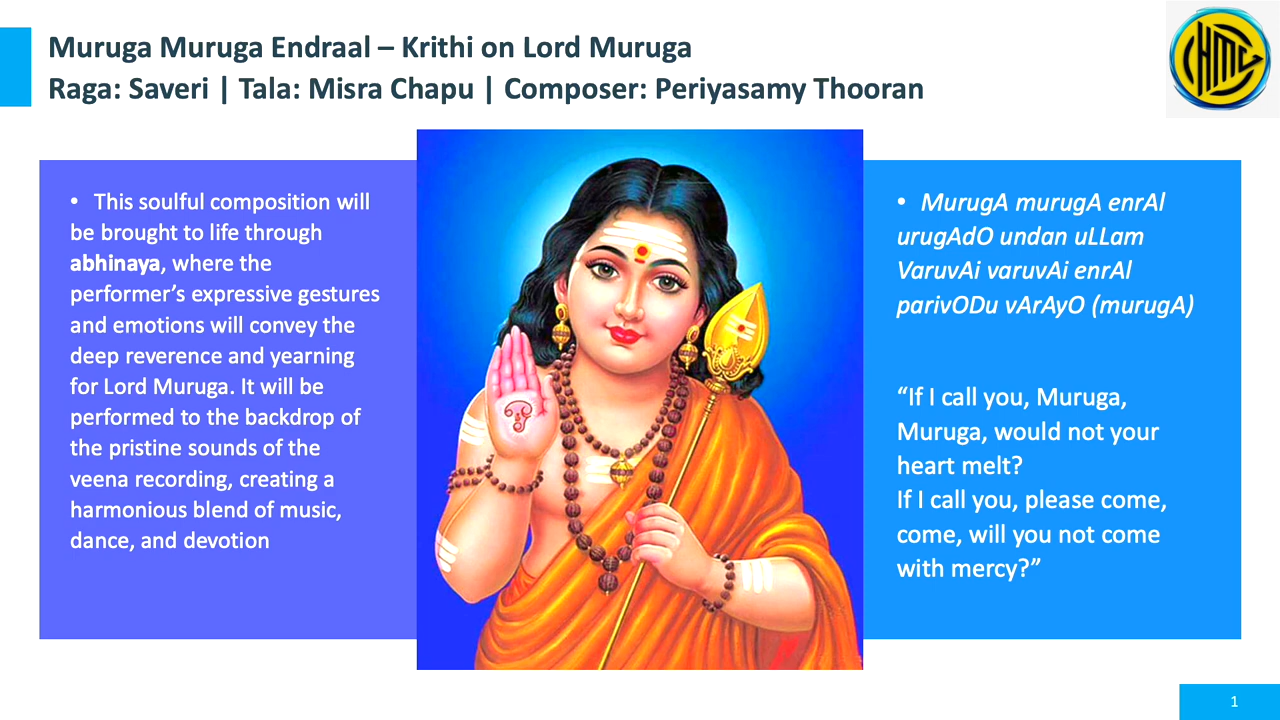 Muruga Muruga Endraal – Krithi on Lord Muruga
Raga: Saveri | Tala: Misra Chapu | Composer: Periyasamy Thooran
CHMC
• This soulful composition will
be brought to life through
abhinaya, where the
performer’s expressive gestures
and emotions will convey the
deep reverence and yearning
for Lord Muruga. It will be
performed to the backdrop of
the pristine sounds of the
veena recording, creating a
harmonious blend of music,
dance, and devotion
• MurugA murugA enrAl
urugAdO undan uLLam
VaruvAi varuvAi enrAl
parivODu vArAyO (murugA)
“If I call you, Muruga,
Muruga, would not your
heart melt?
If I call you, please come,
come, will you not come
with mercy?”
1